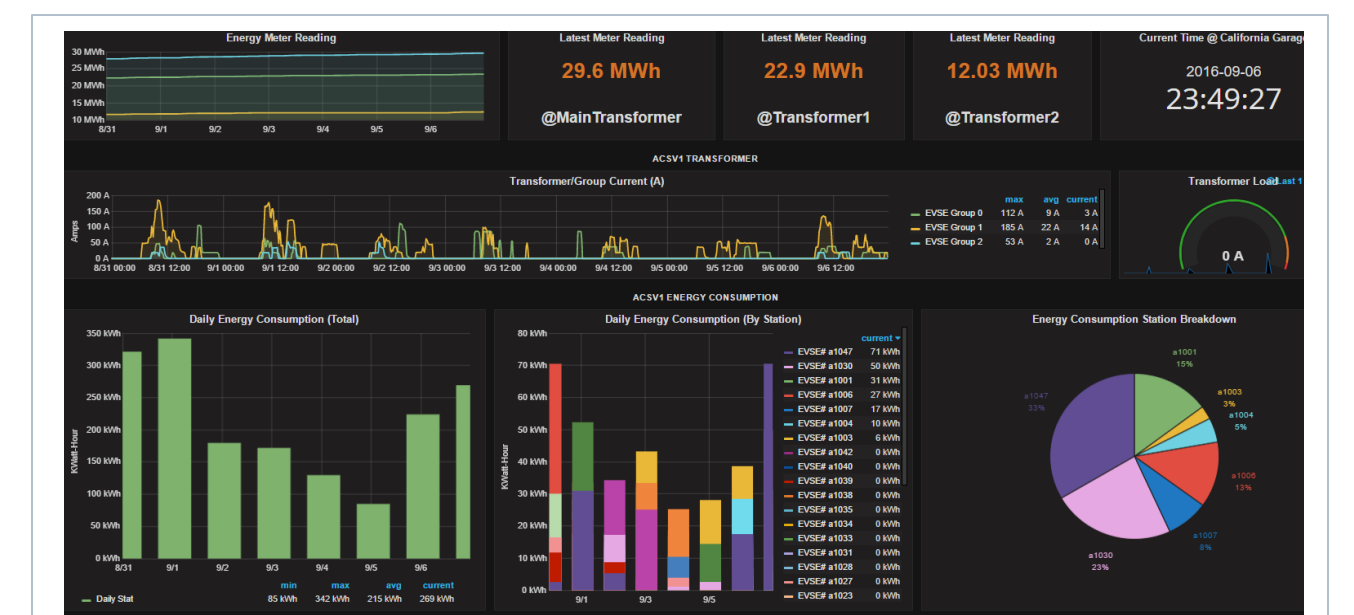 Energy Meter Reading
30 MWh
25 MWh
20 MWh
15 MWh
10 MWh
8/31 9/1 9/2 9/3 9/4 9/5 9/6
Latest Meter Reading
29.6 MWh
@MainTransformer
Latest Meter Reading
22.9 MWh
@Transformer1
Latest Meter Reading
12.03 MWh
@Transformer2
Current Time @ California Garag
2016-09-06
23:49:27
ACSV1 TRANSFORMER
Transformer/Group Current (A)
Amps
200 A
150 A
100 A
50 A
0 A
8/31 00:00 8/31 12:00 9/1 00:00 9/1 12:00 9/2 00:00 9/2 12:00 9/3 00:00 9/3 12:00 9/4 00:00 9/4 12:00 9/5 00:00 9/5 12:00 9/6 00:00 9/6 12:00
max avg current
EVSE Group 0 112 A 9 A 3 A
EVSE Group 1 185 A 22 A 14 A
EVSE Group 2 53 A 2 A 0 A
Transformer Load
Last 1
0 A
ACSV1 ENERGY CONSUMPTION
Daily Energy Consumption (Total)
KWatt-Hour
350 kWh
300 kWh
250 kWh
200 kWh
150 kWh
100 kWh
50 kWh
0 kWh
8/31 9/1 9/2 9/3 9/4 9/5 9/6
min max avg current
Daily Stat 85 kWh 342 kWh 215 kWh 269 kWh
Daily Energy Consumption (By Station)
KWatt-Hour
80 kWh
70 kWh
60 kWh
50 kWh
40 kWh
30 kWh
20 kWh
10 kWh
0 kWh
9/1 9/3 9/5
current
EVSE# a1047 71 kWh
EVSE# a1030 50 kWh
EVSE# a1001 31 kWh
EVSE# a1006 27 kWh
EVSE# a1007 17 kWh
EVSE# a1004 10 kWh
EVSE# a1003 6 kWh
EVSE# a1042 0 kWh
EVSE# a1040 0 kWh
EVSE# a1039 0 kWh
EVSE# a1038 0 kWh
EVSE# a1035 0 kWh
EVSE# a1034 0 kWh
EVSE# a1033 0 kWh
EVSE# a1031 0 kWh
EVSE# a1028 0 kWh
EVSE# a1027 0 kWh
EVSE# a1023 0 kWh
Energy Consumption Station Breakdown
a1001
15%
a1003
3%
a1004
5%
a1006
13%
a1007
8%
a1030
23%
a1047
33%